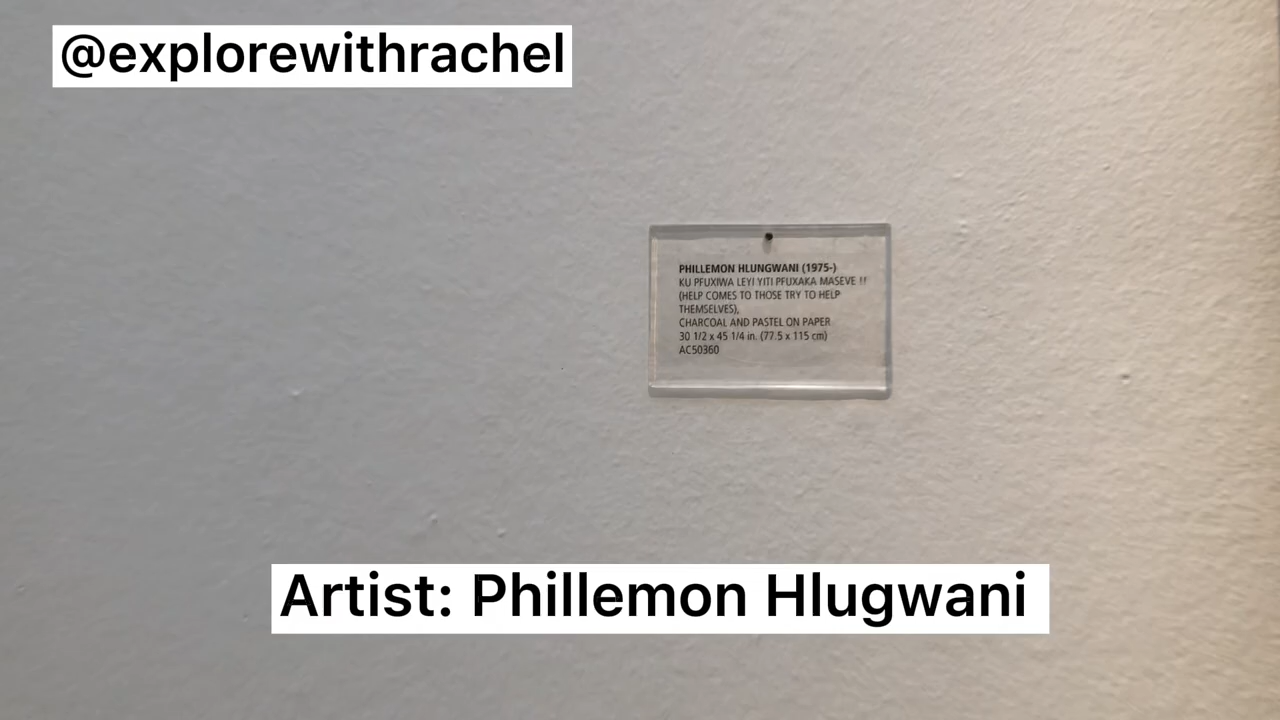 @explorewithrachel
PHILLEMON HLUNGWANI (1975-)
KU PFUXIWA LEYI YITI PFUXAKA MASEVE !!
(HELP COMES TO THOSE TRY TO HELP
THEMSELVES),
CHARCOAL AND PASTEL ON PAPER
30 1/2 x 45 1/4 in. (77.5 x 115 cm)
AC50360
Artist: Phillemon Hlugwani